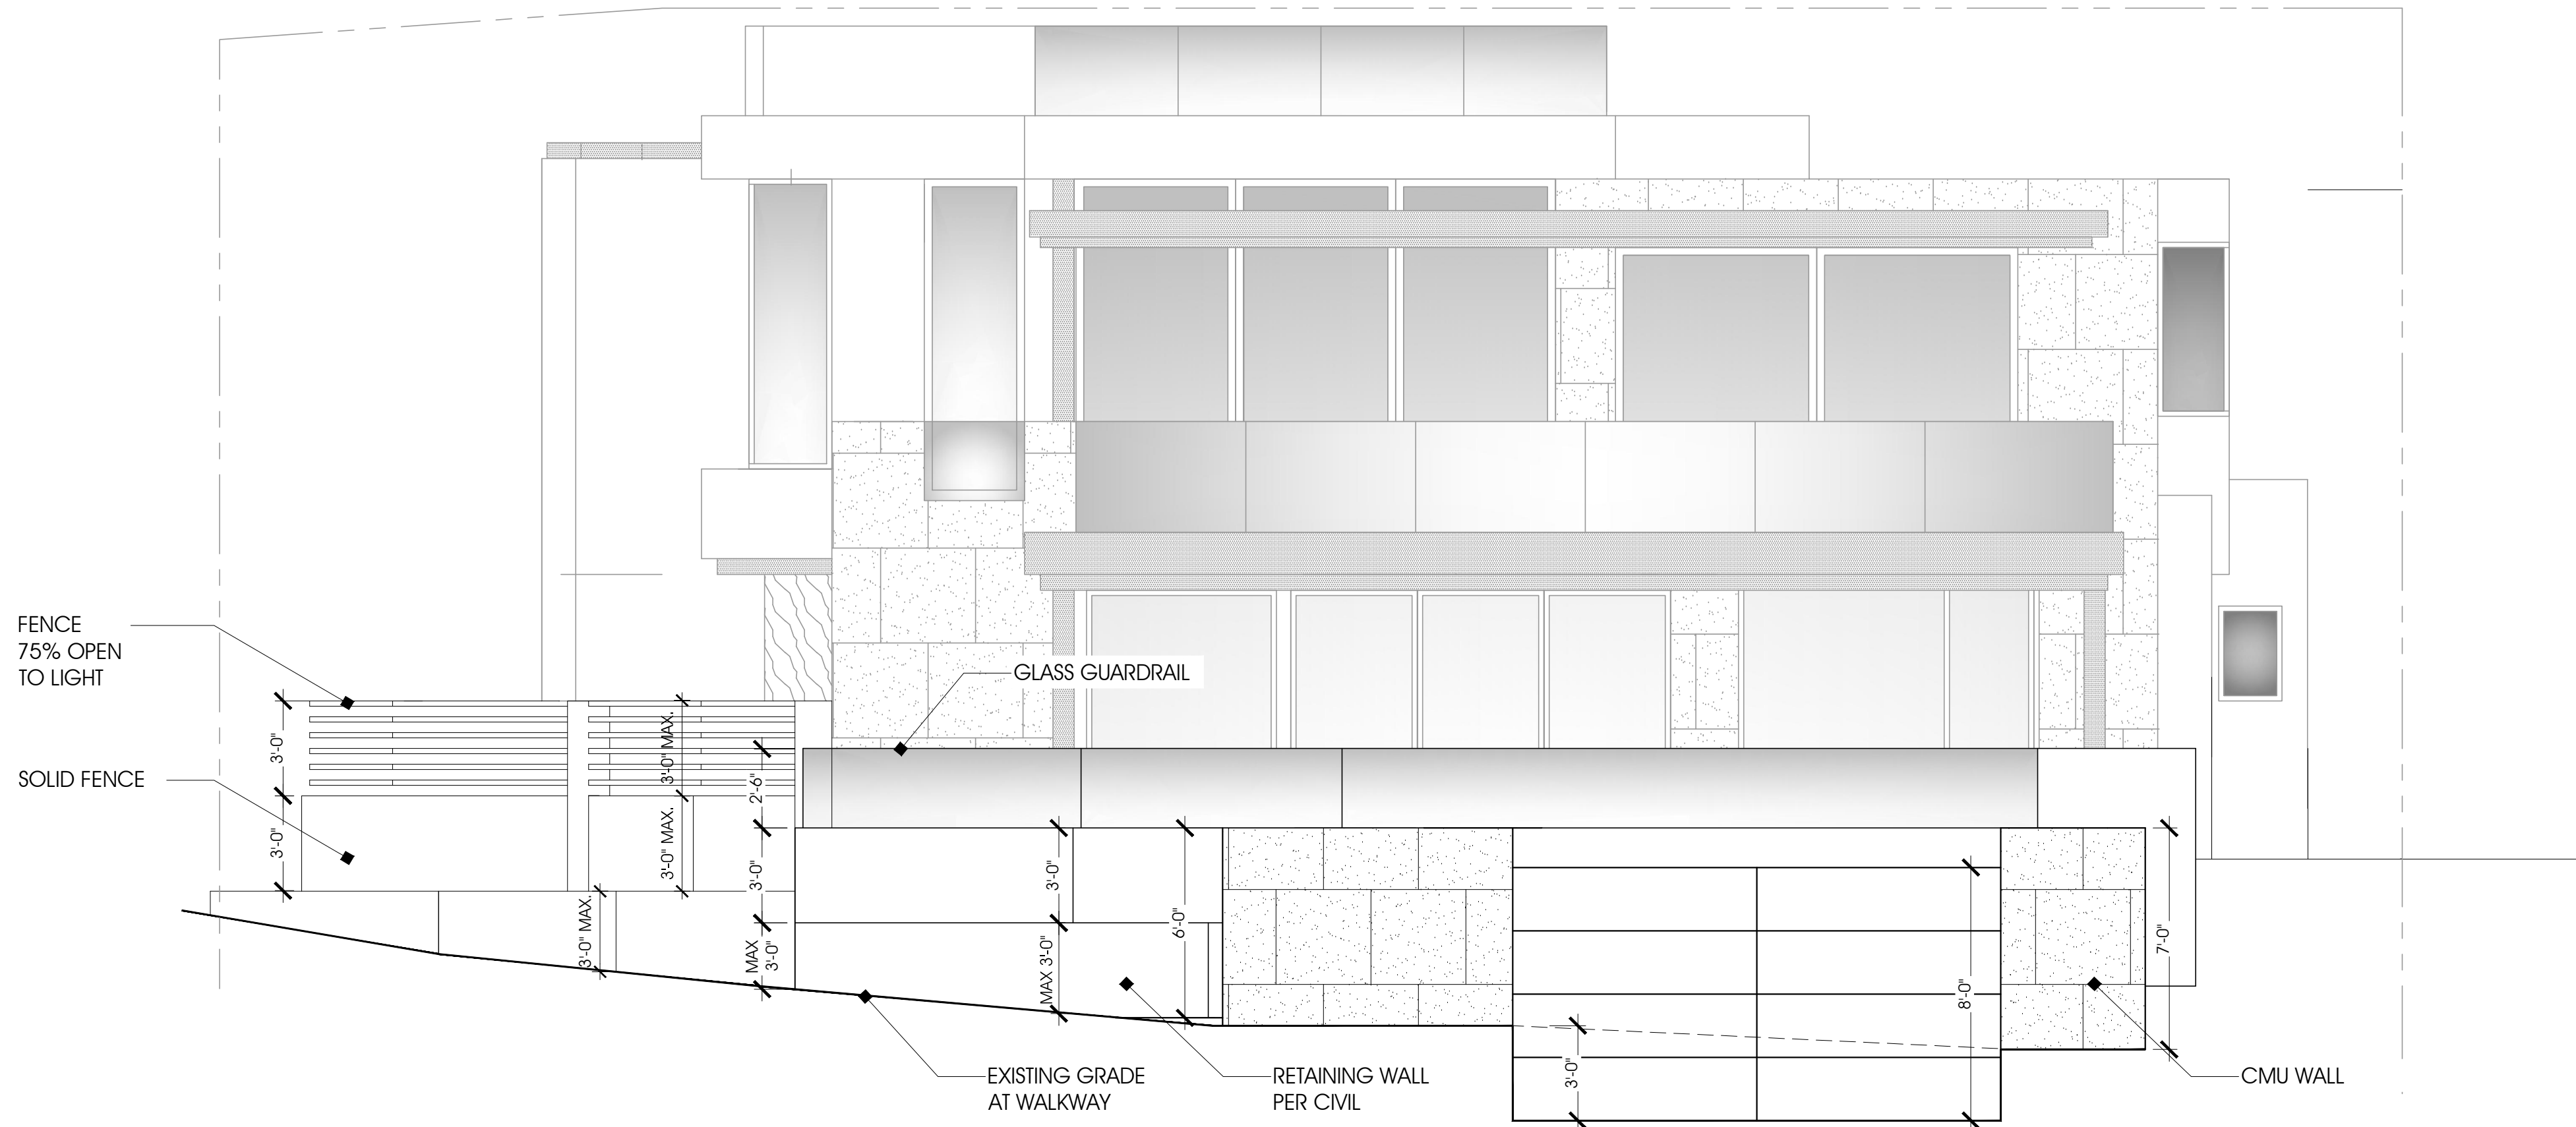 FENCE
75% OPEN
TO LIGHT
GLASS GUARDRAIL
SOLID FENCE
3'-0"
3'-0"
3'-0" MAX.
3'-0" MAX.
3'-0" MAX.
2'-6"
3'-0"
MAX
3'-0"
3'-0"
MAX 3'-0"
6'-0"
3'-0"
8'-0"
7'-0"
EXISTING GRADE
AT WALKWAY
RETAINING WALL
PER CIVIL
CMU WALL